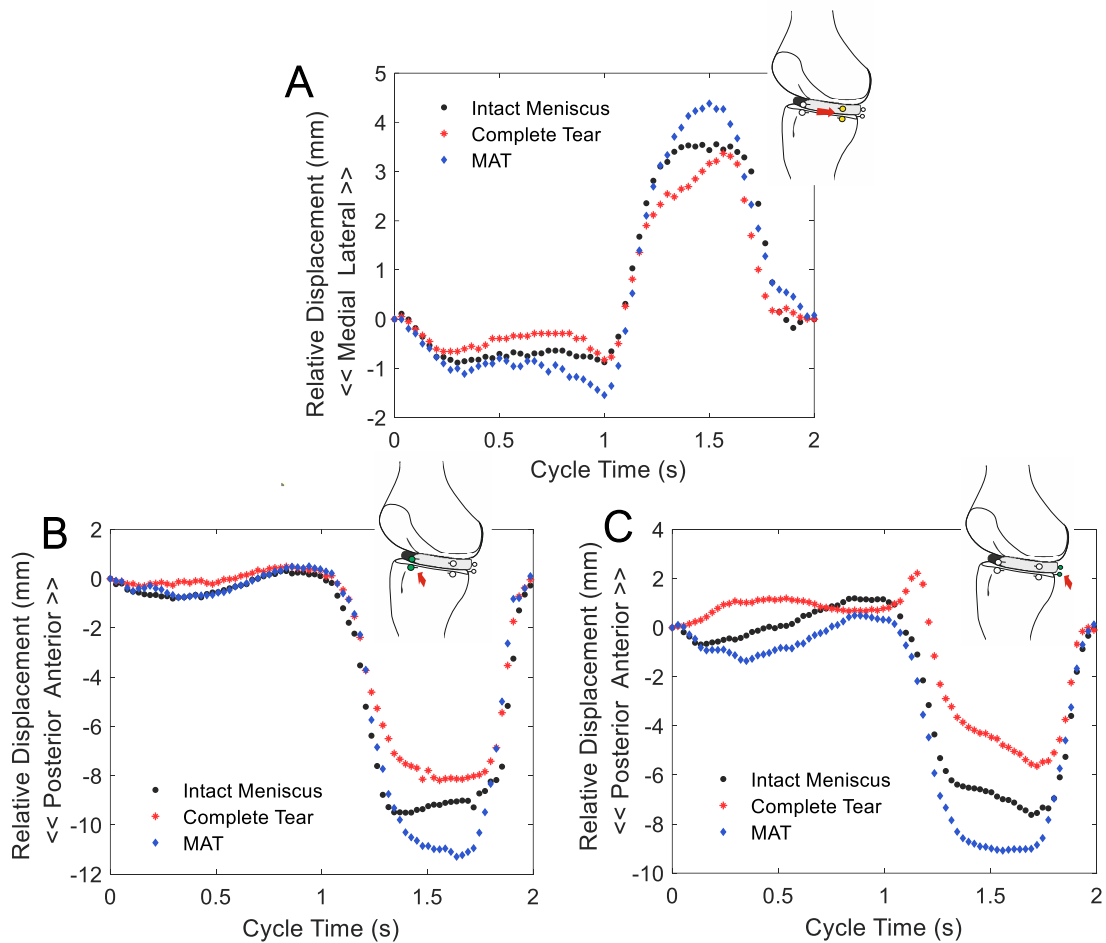 A
Relative Displacement (mm)
<< Medial Lateral >>
5
4
3
2
1
0
-1
-2
Intact Meniscus
Complete Tear
MAT
0
0.5
1
1.5
2
Cycle Time (s)
B
Relative Displacement (mm)
<< Posterior Anterior >>
2
0
-2
-4
-6
-8
-10
-12
Intact Meniscus
Complete Tear
MAT
0
0.5
1
1.5
2
Cycle Time (s)
C
Relative Displacement (mm)
<< Posterior Anterior >>
4
2
0
-2
-4
-6
-8
-10
Intact Meniscus
Complete Tear
MAT
0
0.5
1
1.5
2
Cycle Time (s)